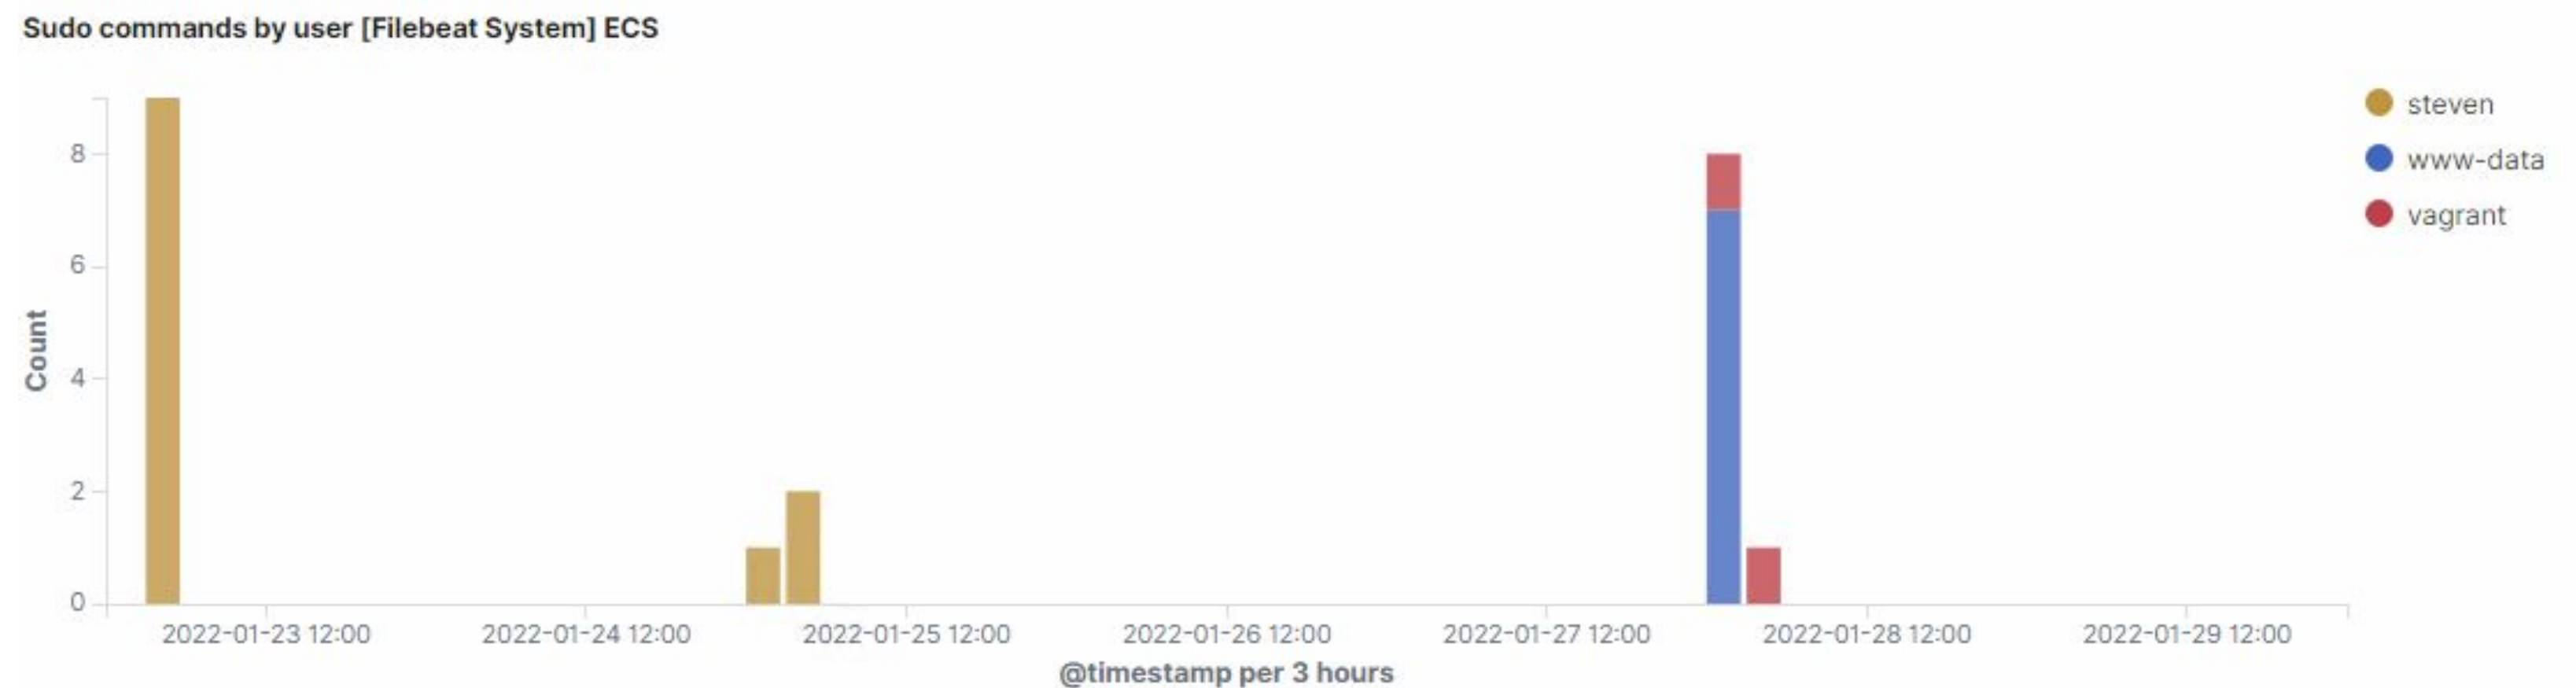 Sudo commands by user [Filebeat System] ECS
steven
www-data
vagrant
8
6
4
2
0
Count
2022-01-23 12:00 2022-01-24 12:00 2022-01-25 12:00 2022-01-26 12:00 2022-01-27 12:00 2022-01-28 12:00 2022-01-29 12:00
@timestamp per 3 hours